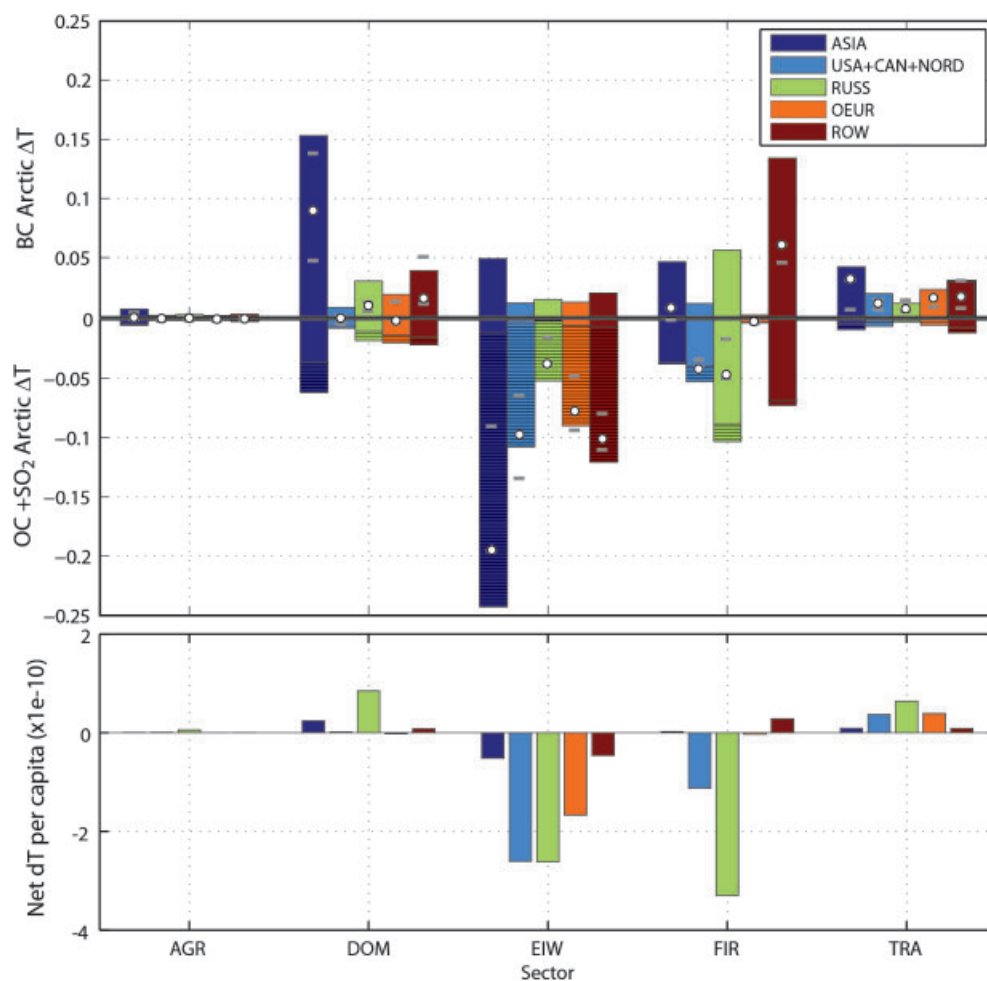 BC Arctic ΔT
OC +SO₂ Arctic ΔT
0.25
0.2
0.15
0.1
0.05
0
−0.05
−0.1
−0.15
−0.2
−0.25
ASIA
USA+CAN+NORD
RUSS
OEUR
ROW
Net dT per capita (x1e-10)
2
0
-2
-4
AGR DOM EIW FIR TRA
Sector